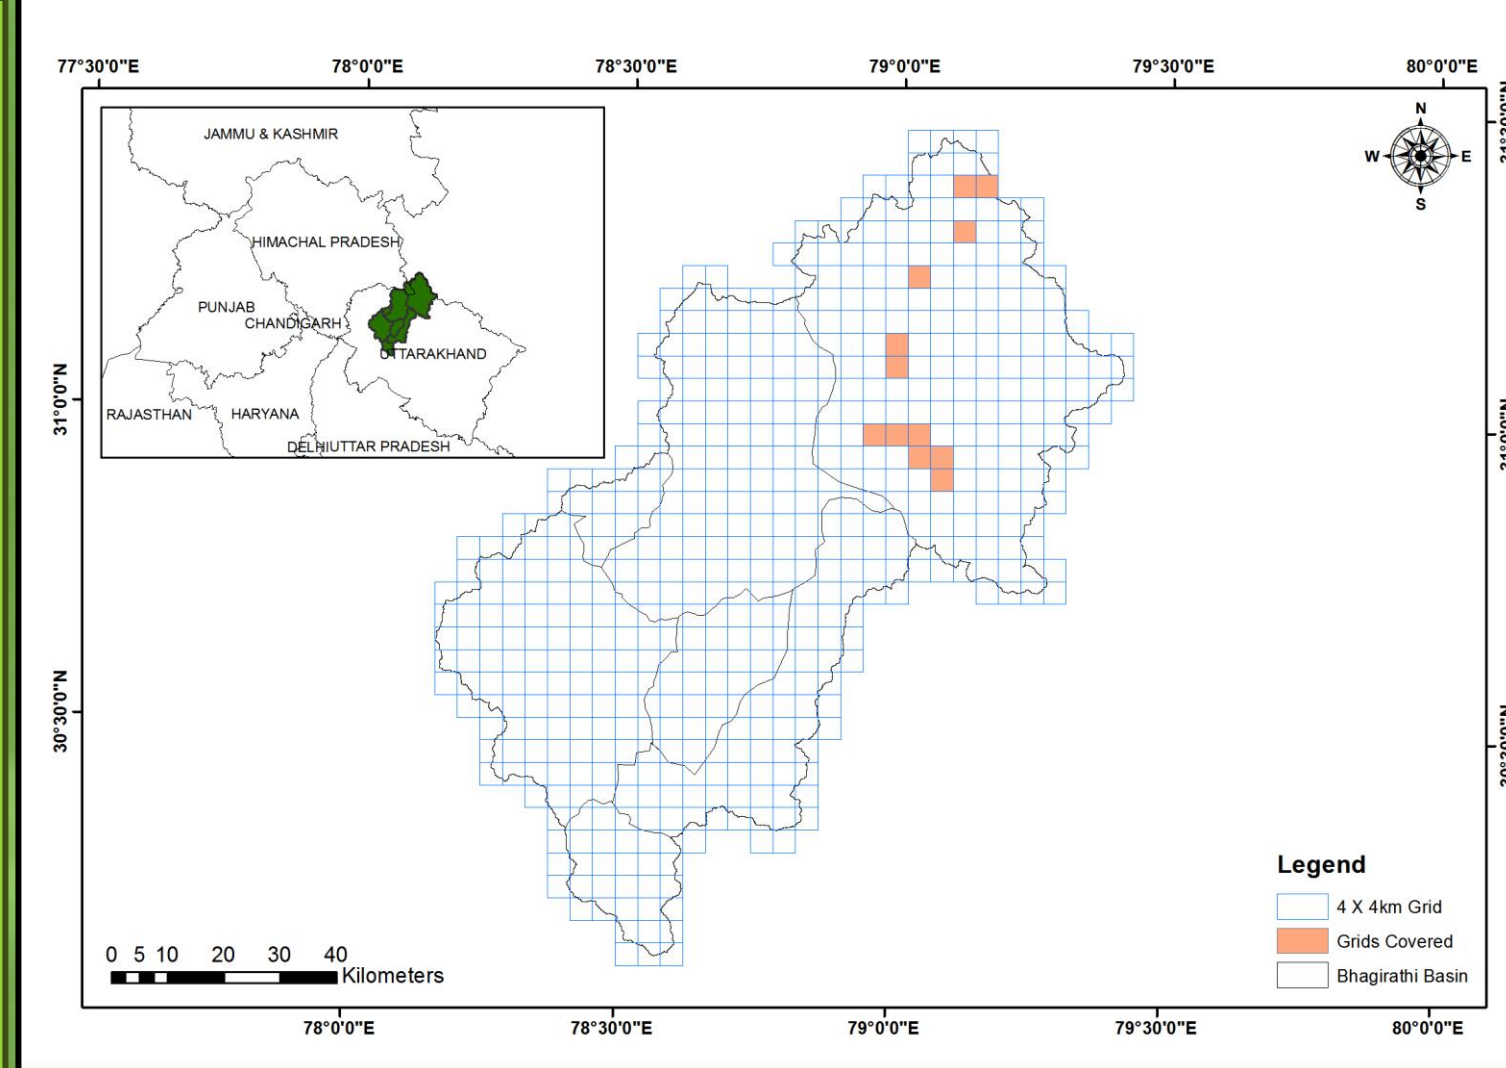 77°30'0"E 78°0'0"E 78°30'0"E 79°0'0"E 79°30'0"E 80°0'0"E
N
W E
S
JAMMU & KASHMIR
HIMACHAL PRADESH
PUNJAB
CHANDIGARH
UTTARAKHAND
RAJASTHAN HARYANA
DELHIUTTAR PRADESH
31°0'0"N
30°30'0"N
Legend
4 X 4km Grid
Grids Covered
Bhagirathi Basin
0 5 10 20 30 40
Kilometers
78°0'0"E 78°30'0"E 79°0'0"E 79°30'0"E 80°0'0"E